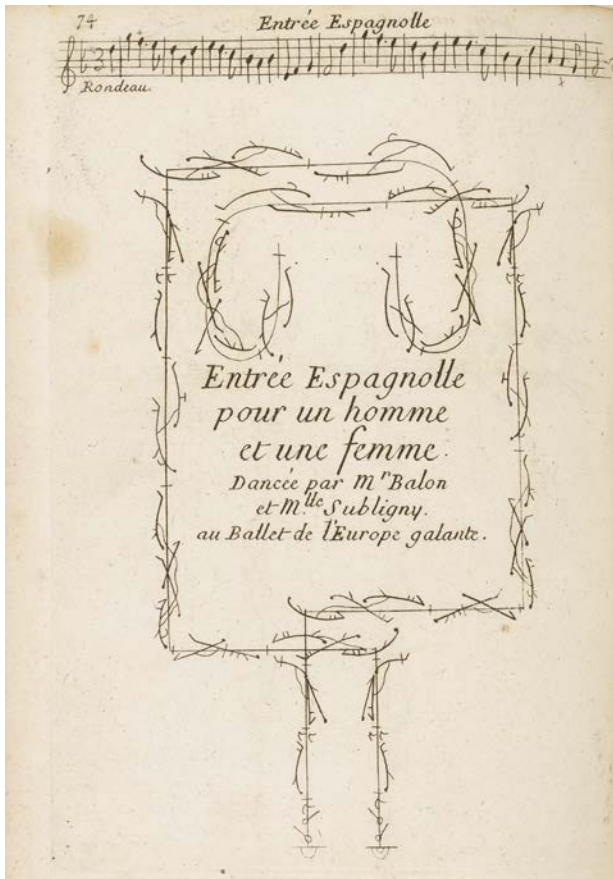 74
Entrée Espagnolle
Rondeau.
Entrée Espagnolle
pour un homme
et une femme.
Dancée par Mr Balon
et Mlle Subligny.
au Ballet de l'Europe galante.